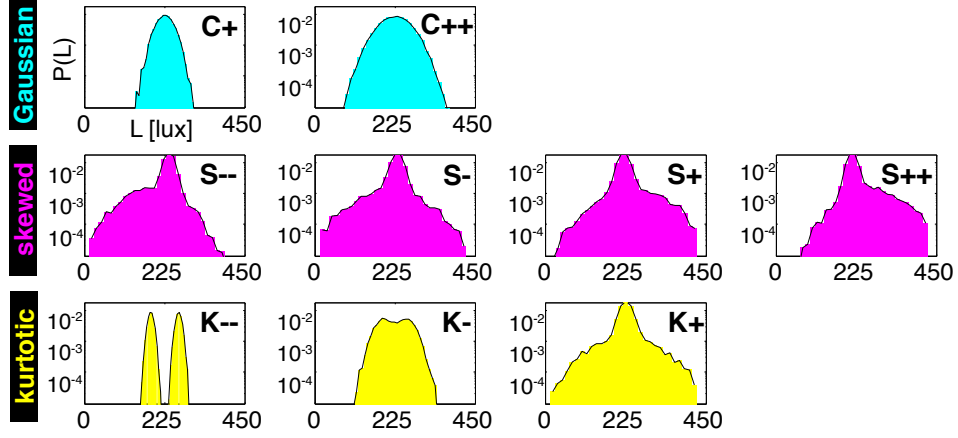 Gaussian
P(L)
C+
0
L [lux]
450
10⁻²
10⁻³
10⁻⁴
C++
0 225 450
skewed
10⁻²
10⁻³
10⁻⁴
S--
0 225 450
10⁻²
10⁻³
10⁻⁴
S-
0 225 450
10⁻²
10⁻³
10⁻⁴
S+
0 225 450
10⁻²
10⁻³
10⁻⁴
S++
0 225 450
kurtotic
10⁻²
10⁻³
10⁻⁴
K--
0 225 450
10⁻²
10⁻³
10⁻⁴
K-
0 225 450
10⁻²
10⁻³
10⁻⁴
K+
0 225 450